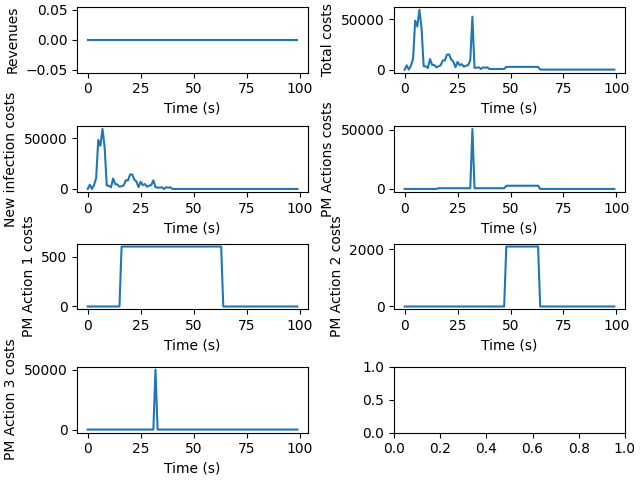 Revenues
0.05
0.00
−0.05
0 25 50 75 100
Time (s)
Total costs
50000
0
0 25 50 75 100
Time (s)
New infection costs
50000
0
0 25 50 75 100
Time (s)
PM Actions costs
50000
0
0 25 50 75 100
Time (s)
PM Action 1 costs
500
0
0 25 50 75 100
Time (s)
PM Action 2 costs
2000
0
0 25 50 75 100
Time (s)
PM Action 3 costs
50000
0
0 25 50 75 100
Time (s)
1.0
0.5
0.0
0.0 0.2 0.4 0.6 0.8 1.0